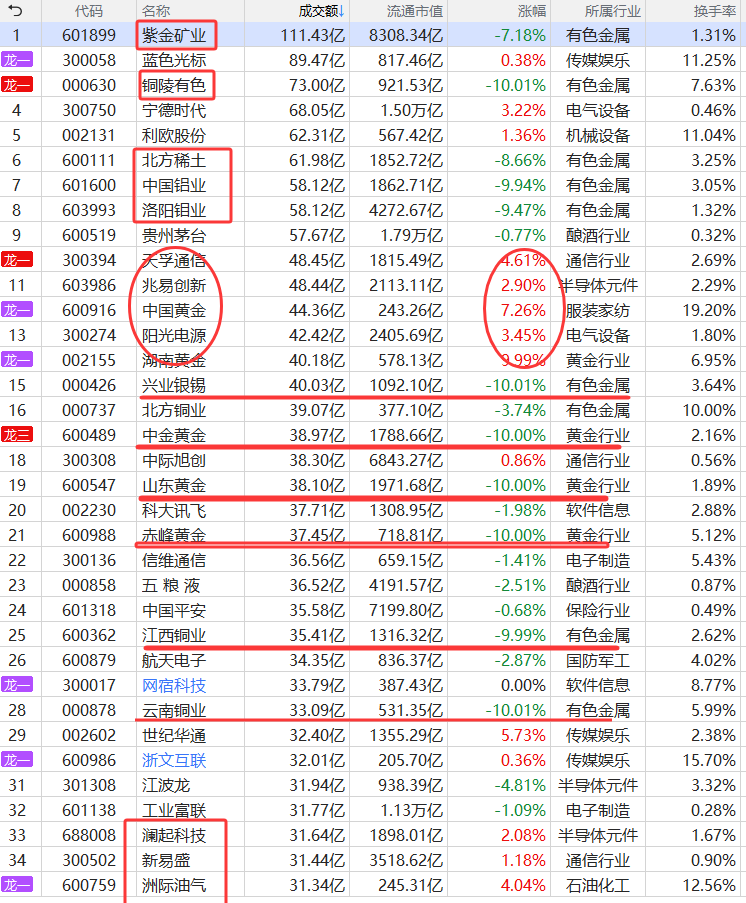 代码 名称 成交额↓ 流通市值 涨幅 所属行业 换手率
1 601899 紫金矿业 111.43亿 8308.34亿 -7.18% 有色金属 1.31%
龙一 300058 蓝色光标 89.47亿 817.46亿 0.38% 传媒娱乐 11.25%
龙一 000630 铜陵有色 73.00亿 921.53亿 -10.01% 有色金属 7.63%
4 300750 宁德时代 68.05亿 1.50万亿 3.22% 电气设备 0.46%
5 002131 利欧股份 62.31亿 567.42亿 1.36% 机械设备 11.04%
6 600111 北方稀土 61.98亿 1852.72亿 -8.66% 有色金属 3.25%
7 601600 中国铝业 58.12亿 1862.71亿 -9.94% 有色金属 3.05%
8 603993 洛阳钼业 58.12亿 4272.67亿 -9.47% 有色金属 1.32%
9 600519 贵州茅台 57.67亿 1.79万亿 -0.77% 酿酒行业 0.32%
龙一 300394 天孚通信 48.45亿 1815.49亿 4.61% 通信行业 2.69%
11 603986 兆易创新 48.44亿 2113.11亿 2.90% 半导体元件 2.29%
龙一 600916 中国黄金 44.36亿 243.26亿 7.26% 服装家纺 19.20%
13 300274 阳光电源 42.42亿 2405.69亿 3.45% 电气设备 1.80%
龙一 002155 湖南黄金 40.18亿 578.13亿 9.99% 黄金行业 6.95%
15 000426 兴业银锡 40.03亿 1092.10亿 -10.01% 有色金属 3.64%
16 000737 北方铜业 39.07亿 377.10亿 -3.74% 有色金属 10.00%
龙三 600489 中金黄金 38.97亿 1788.66亿 -10.00% 黄金行业 2.16%
18 300308 中际旭创 38.30亿 6843.27亿 0.86% 通信行业 0.56%
19 600547 山东黄金 38.10亿 1971.68亿 -10.00% 黄金行业 1.89%
20 002230 科大讯飞 37.71亿 1308.95亿 -1.98% 软件信息 2.88%
21 600988 赤峰黄金 37.45亿 718.81亿 -10.00% 黄金行业 5.12%
22 300136 信维通信 36.56亿 659.15亿 -1.41% 电子制造 5.43%
23 000858 五 粮 液 36.52亿 4191.57亿 -2.51% 酿酒行业 0.87%
24 601318 中国平安 35.58亿 7199.80亿 -0.68% 保险行业 0.49%
25 600362 江西铜业 35.41亿 1316.32亿 -9.99% 有色金属 2.62%
26 600879 航天电子 34.35亿 836.37亿 -2.87% 国防军工 4.02%
龙一 300017 网宿科技 33.79亿 387.43亿 0.00% 软件信息 8.77%
28 000878 云南铜业 33.09亿 531.35亿 -10.01% 有色金属 5.99%
29 002602 世纪华通 32.40亿 1355.29亿 5.73% 传媒娱乐 2.38%
龙一 600986 浙文互联 32.01亿 205.70亿 0.36% 传媒娱乐 15.70%
31 301308 江波龙 31.94亿 938.39亿 -4.81% 半导体元件 3.32%
32 601138 工业富联 31.77亿 1.13万亿 -1.09% 电子制造 0.28%
33 688008 澜起科技 31.64亿 1898.01亿 2.08% 半导体元件 1.67%
34 300502 新易盛 31.44亿 3518.62亿 1.18% 通信行业 0.90%
龙一 600759 洲际油气 31.34亿 245.31亿 4.04% 石油化工 12.56%